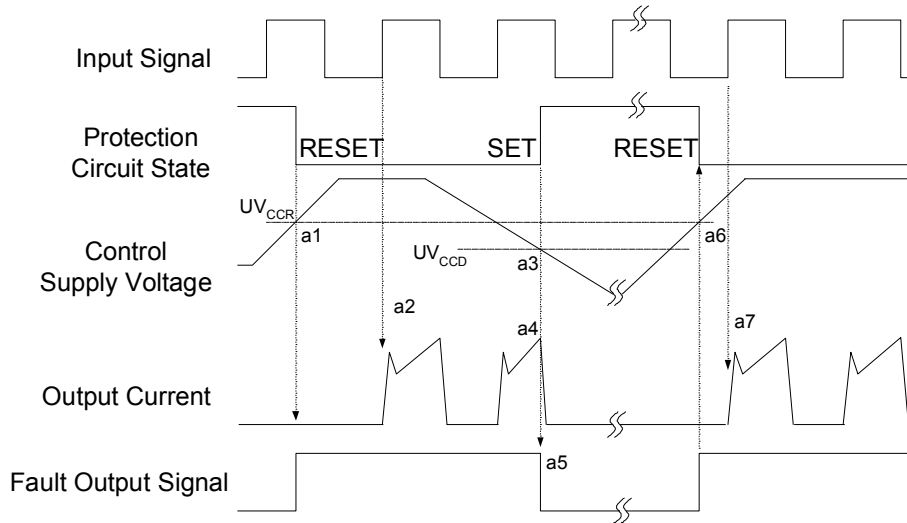 Input Signal
Protection
Circuit State
RESET
SET
RESET
UVCCR
a1
a6
UVCCD
a3
Control
Supply Voltage
a2
a4
a7
Output Current
a5
Fault Output Signal